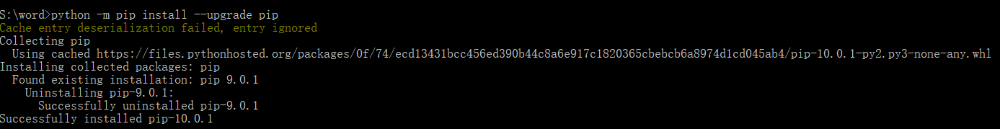 S:\word>python -m pip install --upgrade pip
Cache entry deserialization failed, entry ignored
Collecting pip
  Using cached https://files.pythonhosted.org/packages/0f/74/ecd13431bcc456ed390b44c8a6e917c1820365cbebcb6a8974d1cd045ab4/pip-10.0.1-py2.py3-none-any.whl
Installing collected packages: pip
  Found existing installation: pip 9.0.1
    Uninstalling pip-9.0.1:
      Successfully uninstalled pip-9.0.1
Successfully installed pip-10.0.1